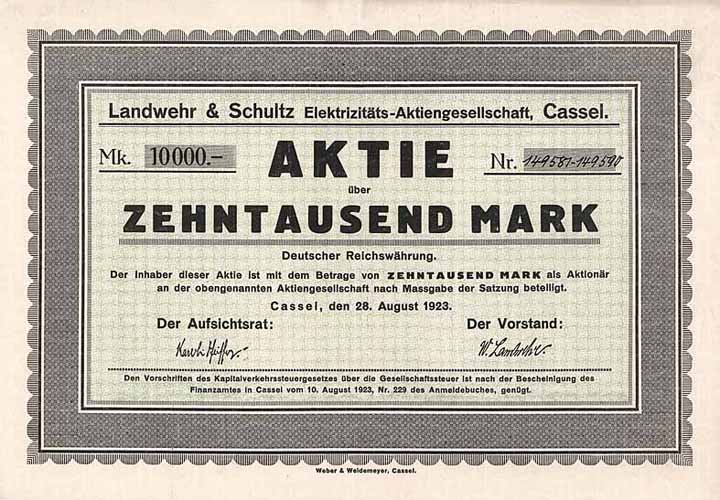 Landwehr & Schultz Elektrizitäts-Aktiengesellschaft, Cassel.
Mk. 10000.- AKTIE Nr. 149581-149590
über
ZEHNTAUSEND MARK
Deutscher Reichswährung.
Der Inhaber dieser Aktie ist mit dem Betrage von ZEHNTAUSEND MARK als Aktionär
an der obengenannten Aktiengesellschaft nach Massgabe der Satzung beteiligt.
Cassel, den 28. August 1923.
Der Aufsichtsrat: Der Vorstand:
W. Landwehr.
Den Vorschriften des Kapitalverkehrssteuergesetzes über die Gesellschaftssteuer ist nach der Bescheinigung des
Finanzamtes in Cassel vom 10. August 1923, Nr. 229 des Anmeldebuches, genügt.
Weber & Weidemeyer, Cassel.